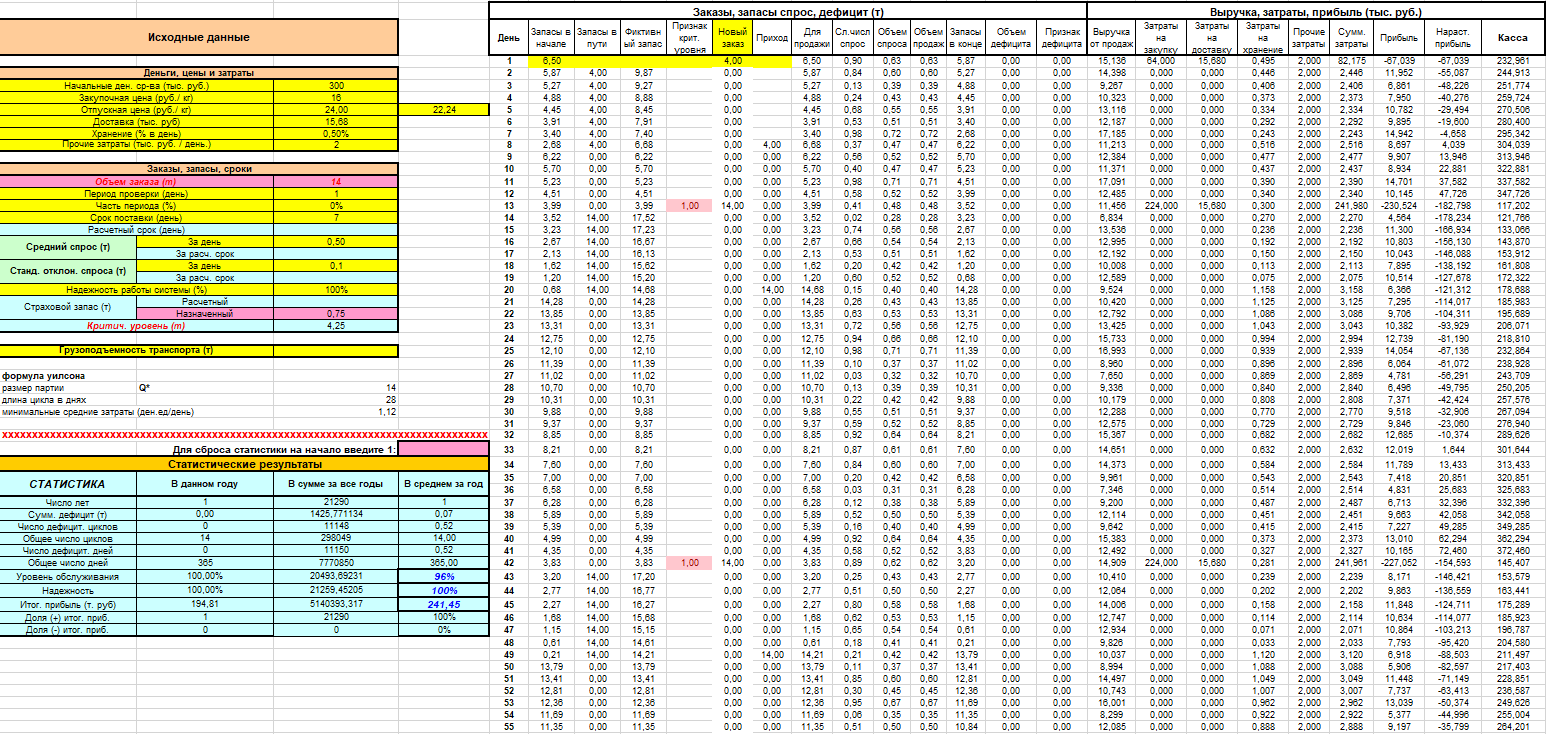 Исходные данные
Деньги, цены и затраты
Начальные ден. ср-ва (тыс. руб.) 300
Закупочная цена (руб./ кг) 16
Отпускная цена (руб./ кг) 24,00 22,24
Доставка (тыс. руб) 15,68
Хранение (% в день) 0,50%
Прочие затраты (тыс. руб. / день.) 2
Заказы, запасы, сроки
Объем заказа (т) 14
Период проверки (день) 1
Часть периода (%) 0%
Срок поставки (день) 7
Расчетный срок (день)
Средний спрос (т) За день 0,50
За расч. срок
Станд. отклон. спроса (т) За день 0,1
За расч. срок
Надежность работы системы (%) 100%
Страховой запас (т) Расчетный
Назначенный 0,75
Критич. уровень (т) 4,25
Грузоподъемность транспорта (т)
формула уилсона
размер партии Q* 14
длина цикла в днях 28
минимальные средние затраты (ден.ед/день) 1,12
Для сброса статистики на начало введите 1:
Статистические результаты
СТАТИСТИКА В данном году В сумме за все годы В среднем за год
Число лет 1 21290 1
Сумм. дефицит (т) 0,00 1425,771134 0,07
Число дефицит. циклов 0 11148 0,52
Общее число циклов 14 298049 14,00
Число дефицит. дней 0 11150 0,52
Общее число дней 365 7770850 365,00
Уровень обслуживания 100,00% 20493,69231 96%
Надежность 100,00% 21259,45205 100%
Итог. прибыль (т. руб) 194,81 5140393,317 241,45
Доля (+) итог. приб. 1 21290 100%
Доля (-) итог. приб. 0 0 0%
Заказы, запасы спрос, дефицит (т) Выручка, затраты, прибыль (тыс. руб.)
День Запасы в начале Запасы в пути Фиктивный запас Признак крит. уровня Новый заказ Приход Для продажи Сл.числ спрос Объем спроса Объем продаж Запасы в конце Объем дефицита Признак дефицита Выручка от продаж Затраты на закупку Затраты на доставку Затраты на хранение Прочие затраты Сумм. затраты Прибыль Нараст. прибыль Касса
1 6,50 4,00 6,50 0,90 0,63 0,63 5,87 0,00 0,00 15,136 64,000 15,680 0,495 2,000 82,175 -67,039 -67,039 232,961
2 5,87 4,00 9,87 0,00 0,00 5,87 0,84 0,60 0,60 5,27 0,00 0,00 14,398 0,000 0,000 0,446 2,000 2,446 11,952 -55,087 244,913
3 5,27 4,00 9,27 0,00 0,00 5,27 0,13 0,39 0,39 4,88 0,00 0,00 9,267 0,000 0,000 0,406 2,000 2,406 6,861 -48,226 251,774
4 4,88 4,00 8,88 0,00 0,00 4,88 0,24 0,43 0,43 4,45 0,00 0,00 10,323 0,000 0,000 0,373 2,000 2,373 7,950 -40,276 259,724
5 4,45 4,00 8,45 0,00 0,00 4,45 0,68 0,55 0,55 3,91 0,00 0,00 13,116 0,000 0,000 0,334 2,000 2,334 10,782 -29,494 270,506
6 3,91 4,00 7,91 0,00 0,00 3,91 0,53 0,51 0,51 3,40 0,00 0,00 12,187 0,000 0,000 0,292 2,000 2,292 9,895 -19,600 280,400
7 3,40 4,00 7,40 0,00 0,00 3,40 0,98 0,72 0,72 2,68 0,00 0,00 17,185 0,000 0,000 0,243 2,000 2,243 14,942 -4,658 295,342
8 2,68 4,00 6,68 0,00 4,00 6,68 0,37 0,47 0,47 6,22 0,00 0,00 11,213 0,000 0,000 0,516 2,000 2,516 8,697 4,039 304,039
9 6,22 0,00 6,22 0,00 0,00 6,22 0,56 0,52 0,52 5,70 0,00 0,00 12,384 0,000 0,000 0,477 2,000 2,477 9,907 13,946 313,946
10 5,70 0,00 5,70 0,00 0,00 5,70 0,40 0,47 0,47 5,23 0,00 0,00 11,371 0,000 0,000 0,437 2,000 2,437 8,934 22,881 322,881
11 5,23 0,00 5,23 0,00 0,00 5,23 0,98 0,71 0,71 4,51 0,00 0,00 17,091 0,000 0,000 0,390 2,000 2,390 14,701 37,582 337,582
12 4,51 0,00 4,51 0,00 0,00 4,51 0,58 0,52 0,52 3,99 0,00 0,00 12,485 0,000 0,000 0,340 2,000 2,340 10,145 47,726 347,726
13 3,99 0,00 3,99 1,00 14,00 0,00 3,99 0,41 0,48 0,48 3,52 0,00 0,00 11,456 224,000 15,680 0,300 2,000 241,980 -230,524 -182,798 117,202
14 3,52 14,00 17,52 0,00 0,00 3,52 0,02 0,28 0,28 3,23 0,00 0,00 6,834 0,000 0,000 0,270 2,000 2,270 4,564 -178,234 121,766
15 3,23 14,00 17,23 0,00 0,00 3,23 0,74 0,56 0,56 2,67 0,00 0,00 13,536 0,000 0,000 0,236 2,000 2,236 11,300 -166,934 133,066
16 2,67 14,00 16,67 0,00 0,00 2,67 0,66 0,54 0,54 2,13 0,00 0,00 12,995 0,000 0,000 0,192 2,000 2,192 10,803 -156,130 143,870
17 2,13 14,00 16,13 0,00 0,00 2,13 0,53 0,51 0,51 1,62 0,00 0,00 12,192 0,000 0,000 0,150 2,000 2,150 10,043 -146,088 153,912
18 1,62 14,00 15,62 0,00 0,00 1,62 0,20 0,42 0,42 1,20 0,00 0,00 10,008 0,000 0,000 0,113 2,000 2,113 7,895 -138,192 161,808
19 1,20 14,00 15,20 0,00 0,00 1,20 0,60 0,52 0,52 0,68 0,00 0,00 12,589 0,000 0,000 0,075 2,000 2,075 10,514 -127,678 172,322
20 0,68 14,00 14,68 0,00 14,00 14,68 0,15 0,40 0,40 14,28 0,00 0,00 9,524 0,000 0,000 1,158 2,000 3,158 6,366 -121,312 178,688
21 14,28 0,00 14,28 0,00 0,00 14,28 0,26 0,43 0,43 13,85 0,00 0,00 10,420 0,000 0,000 1,125 2,000 3,125 7,295 -114,017 185,983
22 13,85 0,00 13,85 0,00 0,00 13,85 0,63 0,53 0,53 13,31 0,00 0,00 12,792 0,000 0,000 1,086 2,000 3,086 9,706 -104,311 195,689
23 13,31 0,00 13,31 0,00 0,00 13,31 0,72 0,56 0,56 12,75 0,00 0,00 13,425 0,000 0,000 1,043 2,000 3,043 10,382 -93,929 206,071
24 12,75 0,00 12,75 0,00 0,00 12,75 0,94 0,66 0,66 12,10 0,00 0,00 15,733 0,000 0,000 0,994 2,000 2,994 12,739 -81,190 218,810
25 12,10 0,00 12,10 0,00 0,00 12,10 0,98 0,71 0,71 11,39 0,00 0,00 16,993 0,000 0,000 0,939 2,000 2,939 14,054 -67,136 232,864
26 11,39 0,00 11,39 0,00 0,00 11,39 0,10 0,37 0,37 11,02 0,00 0,00 8,960 0,000 0,000 0,896 2,000 2,896 6,064 -61,072 238,928
27 11,02 0,00 11,02 0,00 0,00 11,02 0,03 0,32 0,32 10,70 0,00 0,00 7,650 0,000 0,000 0,869 2,000 2,869 4,781 -56,291 243,709
28 10,70 0,00 10,70 0,00 0,00 10,70 0,13 0,39 0,39 10,31 0,00 0,00 9,336 0,000 0,000 0,840 2,000 2,840 6,496 -49,795 250,205
29 10,31 0,00 10,31 0,00 0,00 10,31 0,22 0,42 0,42 9,88 0,00 0,00 10,179 0,000 0,000 0,808 2,000 2,808 7,371 -42,424 257,576
30 9,88 0,00 9,88 0,00 0,00 9,88 0,55 0,51 0,51 9,37 0,00 0,00 12,288 0,000 0,000 0,770 2,000 2,770 9,518 -32,906 267,094
31 9,37 0,00 9,37 0,00 0,00 9,37 0,59 0,52 0,52 8,85 0,00 0,00 12,575 0,000 0,000 0,729 2,000 2,729 9,846 -23,060 276,940
32 8,85 0,00 8,85 0,00 0,00 8,85 0,92 0,64 0,64 8,21 0,00 0,00 15,367 0,000 0,000 0,682 2,000 2,682 12,685 -10,374 289,626
33 8,21 0,00 8,21 0,00 0,00 8,21 0,87 0,61 0,61 7,60 0,00 0,00 14,651 0,000 0,000 0,632 2,000 2,632 12,019 1,644 301,644
34 7,60 0,00 7,60 0,00 0,00 7,60 0,84 0,60 0,60 7,00 0,00 0,00 14,373 0,000 0,000 0,584 2,000 2,584 11,789 13,433 313,433
35 7,00 0,00 7,00 0,00 0,00 7,00 0,20 0,42 0,42 6,58 0,00 0,00 9,961 0,000 0,000 0,543 2,000 2,543 7,418 20,851 320,851
36 6,58 0,00 6,58 0,00 0,00 6,58 0,03 0,31 0,31 6,28 0,00 0,00 7,346 0,000 0,000 0,514 2,000 2,514 4,831 25,683 325,683
37 6,28 0,00 6,28 0,00 0,00 6,28 0,12 0,38 0,38 5,89 0,00 0,00 9,200 0,000 0,000 0,487 2,000 2,487 6,713 32,396 332,396
38 5,89 0,00 5,89 0,00 0,00 5,89 0,52 0,50 0,50 5,39 0,00 0,00 12,114 0,000 0,000 0,451 2,000 2,451 9,663 42,058 342,058
39 5,39 0,00 5,39 0,00 0,00 5,39 0,16 0,40 0,40 4,99 0,00 0,00 9,642 0,000 0,000 0,415 2,000 2,415 7,227 49,285 349,285
40 4,99 0,00 4,99 0,00 0,00 4,99 0,92 0,64 0,64 4,35 0,00 0,00 15,383 0,000 0,000 0,373 2,000 2,373 13,010 62,294 362,294
41 4,35 0,00 4,35 0,00 0,00 4,35 0,58 0,52 0,52 3,83 0,00 0,00 12,492 0,000 0,000 0,327 2,000 2,327 10,165 72,460 372,460
42 3,83 0,00 3,83 1,00 14,00 0,00 3,83 0,89 0,62 0,62 3,20 0,00 0,00 14,909 224,000 15,680 0,281 2,000 241,961 -227,052 -154,593 145,407
43 3,20 14,00 17,20 0,00 0,00 3,20 0,25 0,43 0,43 2,77 0,00 0,00 10,410 0,000 0,000 0,239 2,000 2,239 8,171 -146,421 153,579
44 2,77 14,00 16,77 0,00 0,00 2,77 0,51 0,50 0,50 2,27 0,00 0,00 12,064 0,000 0,000 0,202 2,000 2,202 9,863 -136,559 163,441
45 2,27 14,00 16,27 0,00 0,00 2,27 0,80 0,58 0,58 1,68 0,00 0,00 14,006 0,000 0,000 0,158 2,000 2,158 11,848 -124,711 175,289
46 1,68 14,00 15,68 0,00 0,00 1,68 0,62 0,53 0,53 1,15 0,00 0,00 12,747 0,000 0,000 0,114 2,000 2,114 10,634 -114,077 185,923
47 1,15 14,00 15,15 0,00 0,00 1,15 0,65 0,54 0,54 0,61 0,00 0,00 12,934 0,000 0,000 0,071 2,000 2,071 10,864 -103,213 196,787
48 0,61 14,00 14,61 0,00 0,00 0,61 0,18 0,41 0,41 0,21 0,00 0,00 9,826 0,000 0,000 0,033 2,000 2,033 7,793 -95,420 204,580
49 0,21 14,00 14,21 0,00 14,00 14,21 0,21 0,42 0,42 13,79 0,00 0,00 10,037 0,000 0,000 1,120 2,000 3,120 6,918 -88,503 211,497
50 13,79 0,00 13,79 0,00 0,00 13,79 0,11 0,37 0,37 13,41 0,00 0,00 8,994 0,000 0,000 1,088 2,000 3,088 5,906 -82,597 217,403
51 13,41 0,00 13,41 0,00 0,00 13,41 0,85 0,60 0,60 12,81 0,00 0,00 14,497 0,000 0,000 1,049 2,000 3,049 11,448 -71,149 228,851
52 12,81 0,00 12,81 0,00 0,00 12,81 0,30 0,45 0,45 12,36 0,00 0,00 10,743 0,000 0,000 1,007 2,000 3,007 7,737 -63,413 236,587
53 12,36 0,00 12,36 0,00 0,00 12,36 0,95 0,67 0,67 11,69 0,00 0,00 16,001 0,000 0,000 0,962 2,000 2,962 13,039 -50,374 249,626
54 11,69 0,00 11,69 0,00 0,00 11,69 0,06 0,35 0,35 11,35 0,00 0,00 8,299 0,000 0,000 0,922 2,000 2,922 5,377 -44,996 255,004
55 11,35 0,00 11,35 0,00 0,00 11,35 0,51 0,50 0,50 10,84 0,00 0,00 12,085 0,000 0,000 0,888 2,000 2,888 9,197 -35,799 264,201